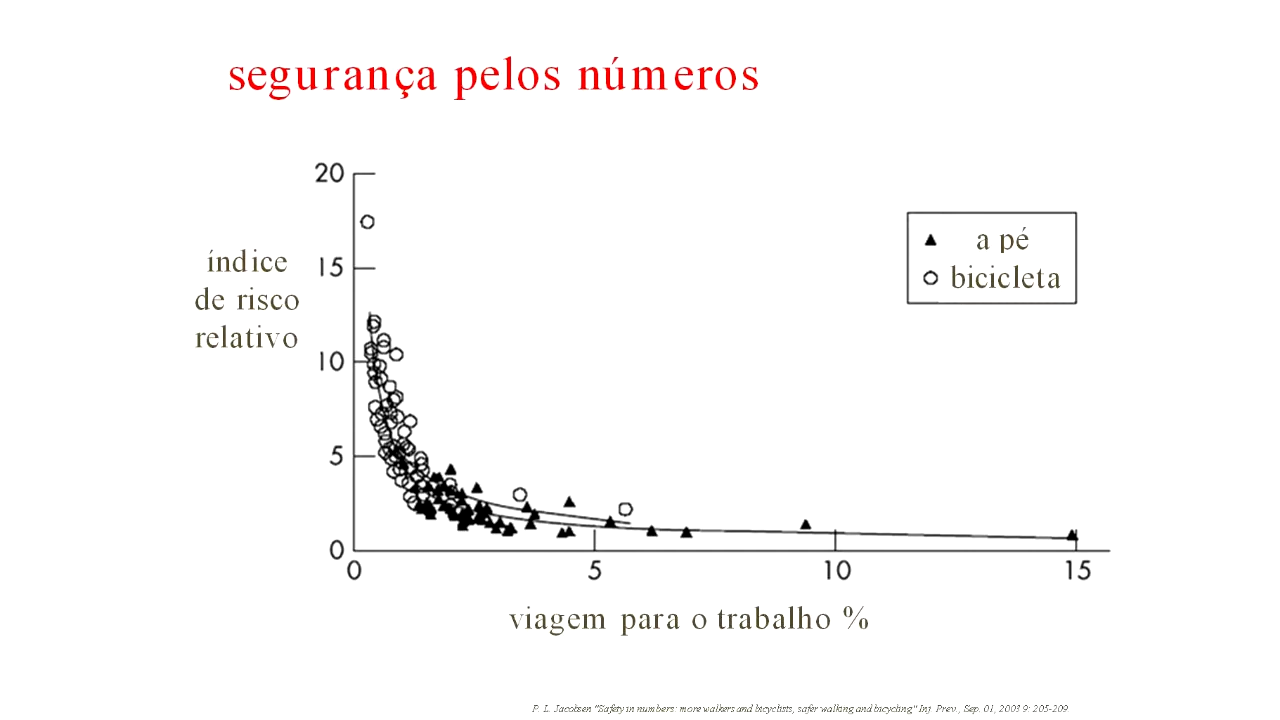 segurança pelos números
20
índice
15
de risco
relativo
10
5
0
a pé
bicicleta
0 5 10 15
viagem para o trabalho %
P. L. Jacobsen "Safety in numbers: more walkers and bicyclists, safer walking and bicycling" Inj. Prev., Sep. 01, 2003 9: 205-209